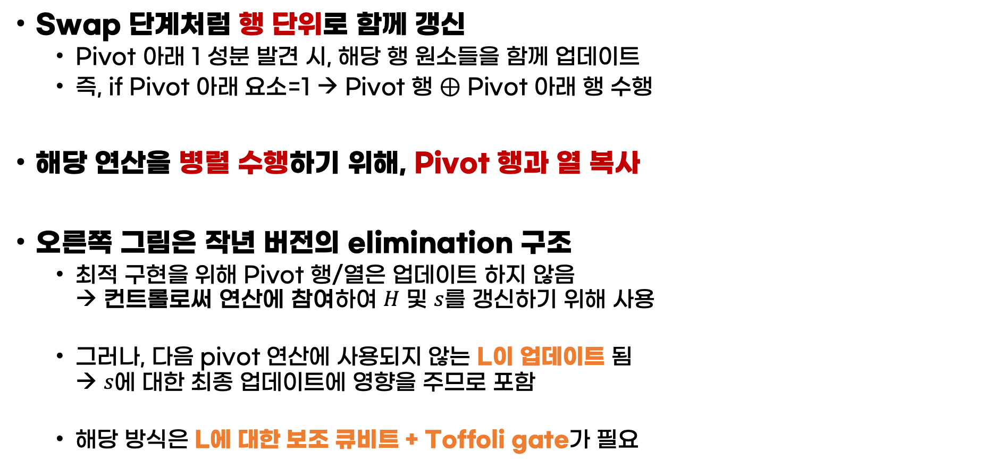 • Swap 단계처럼 행 단위로 함께 갱신
• Pivot 아래 1 성분 발견 시, 해당 행 원소들을 함께 업데이트
• 즉, if Pivot 아래 요소=1 → Pivot 행 ⊕ Pivot 아래 행 수행
• 해당 연산을 병렬 수행하기 위해, Pivot 행과 열 복사
• 오른쪽 그림은 작년 버전의 elimination 구조
• 최적 구현을 위해 Pivot 행/열은 업데이트 하지 않음
→ 컨트롤로써 연산에 참여하여 H 및 s를 갱신하기 위해 사용
• 그러나, 다음 pivot 연산에 사용되지 않는 L이 업데이트 됨
→ s에 대한 최종 업데이트에 영향을 주므로 포함
• 해당 방식은 L에 대한 보조 큐비트 + Toffoli gate가 필요